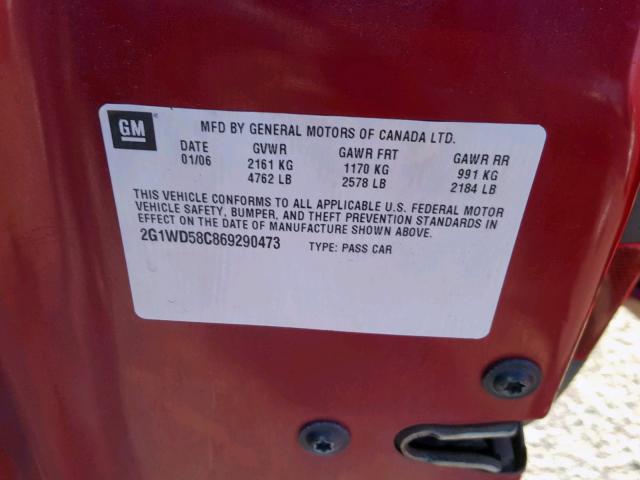 GM
MFD BY GENERAL MOTORS OF CANADA LTD.
DATE GVWR GAWR FRT GAWR RR
01/06 2161 KG 1170 KG 991 KG
4762 LB 2578 LB 2184 LB
THIS VEHICLE CONFORMS TO ALL APPLICABLE U.S. FEDERAL MOTOR
VEHICLE SAFETY, BUMPER, AND THEFT PREVENTION STANDARDS IN
EFFECT ON THE DATE OF MANUFACTURE SHOWN ABOVE.
2G1WD58C869290473 TYPE: PASS CAR